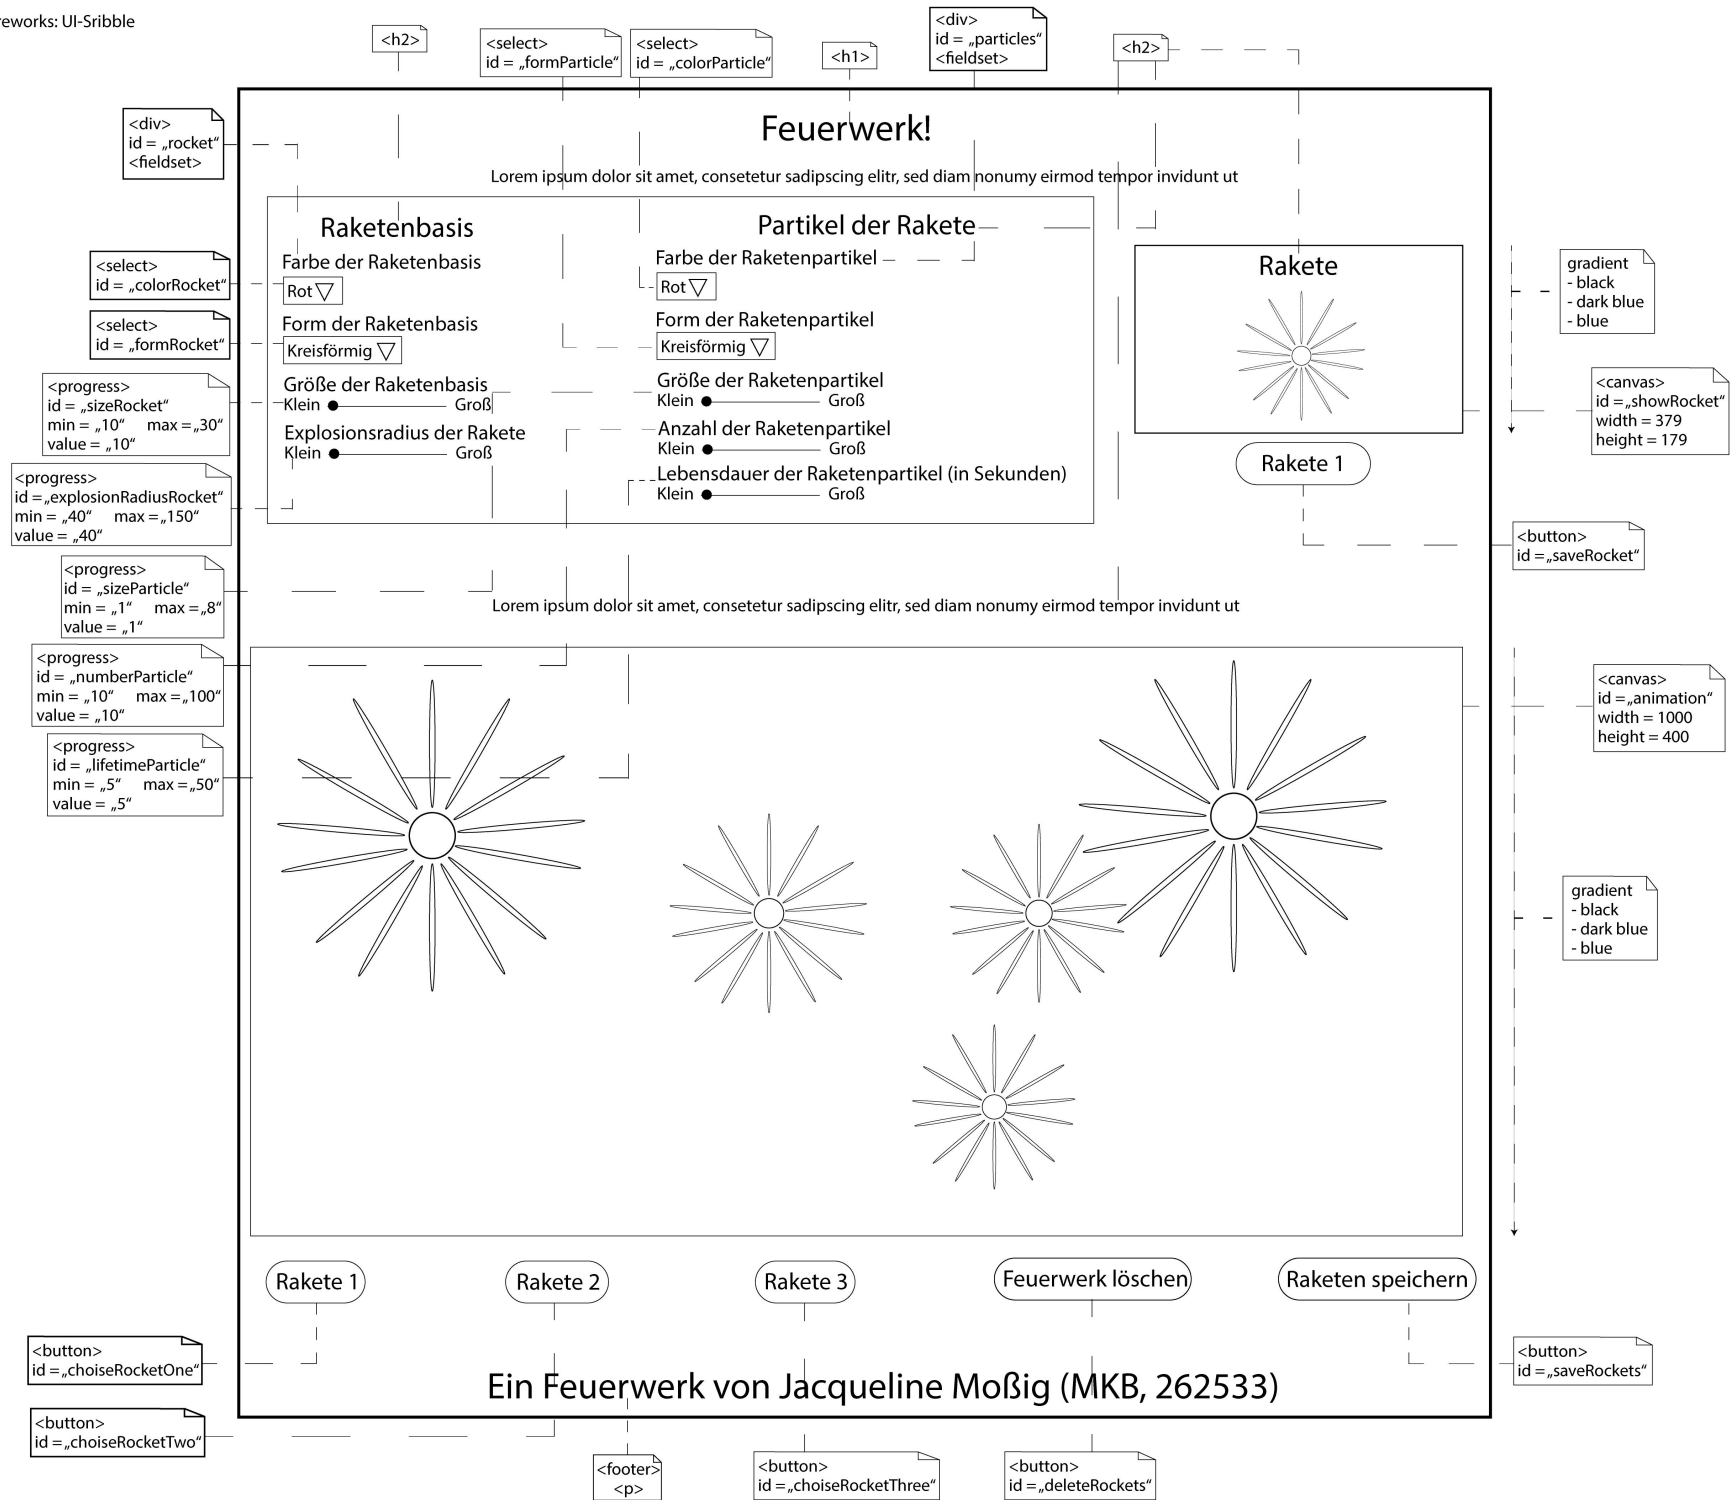 reworks: UI-Sribble
<h2>
<select>
id = „formParticle“
<select>
id = „colorParticle“
<h1>
<div>
id = „particles“
<fieldset>
<h2>
<div>
id = „rocket“
<fieldset>
Feuerwerk!
Lorem ipsum dolor sit amet, consetetur sadipscing elitr, sed diam nonumy eirmod tempor invidunt ut
<select>
id = „colorRocket“
<select>
id = „formRocket“
<progress>
id = „sizeRocket“
min = „10“ max =„30“
value = „10“
<progress>
id =„explosionRadiusRocket“
min = „40“ max =„150“
value = „40“
<progress>
id = „sizeParticle“
min = „1“ max =„8“
value = „1“
<progress>
id = „numberParticle“
min = „10“ max =„100“
value = „10“
<progress>
id = „lifetimeParticle“
min = „5“ max =„50“
value = „5“
Raketenbasis
Farbe der Raketenbasis
Rot
Form der Raketenbasis
Kreisförmig
Größe der Raketenbasis
Klein Groß
Explosionsradius der Rakete
Klein Groß
Partikel der Rakete
Farbe der Raketenpartikel
Rot
Form der Raketenpartikel
Kreisförmig
Größe der Raketenpartikel
Klein Groß
Anzahl der Raketenpartikel
Klein Groß
Lebensdauer der Raketenpartikel (in Sekunden)
Klein Groß
Rakete
Rakete 1
gradient
- black
- dark blue
- blue
<canvas>
id =„showRocket“
width = 379
height = 179
<button>
id =„saveRocket“
Lorem ipsum dolor sit amet, consetetur sadipscing elitr, sed diam nonumy eirmod tempor invidunt ut
<canvas>
id =„animation“
width = 1000
height = 400
gradient
- black
- dark blue
- blue
Rakete 1
Rakete 2
Rakete 3
Feuerwerk löschen
Raketen speichern
<button>
id =„choiseRocketOne“
<button>
id =„saveRockets“
Ein Feuerwerk von Jacqueline Moßig (MKB, 262533)
<button>
id =„choiseRocketTwo“
<footer>
<p>
<button>
id =„choiseRocketThree“
<button>
id =„deleteRockets“